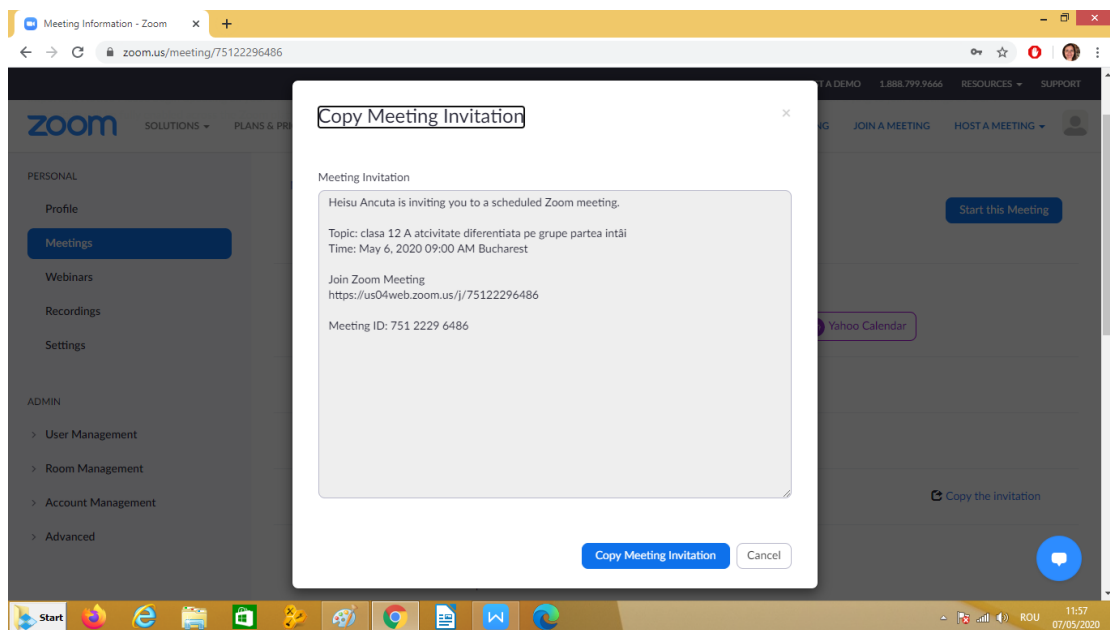 Meeting Information - Zoom
zoom.us/meeting/75122296486
T A DEMO 1.888.799.9666 RESOURCES SUPPORT
zoom SOLUTIONS PLANS & PRI NG JOIN A MEETING HOST A MEETING
Copy Meeting Invitation
Meeting Invitation
Heisu Ancuta is inviting you to a scheduled Zoom meeting.
Topic: clasa 12 A atcivitate diferentiata pe grupe partea intâi
Time: May 6, 2020 09:00 AM Bucharest
Join Zoom Meeting
https://us04web.zoom.us/j/75122296486
Meeting ID: 751 2229 6486
Copy Meeting Invitation Cancel
PERSONAL
Profile
Meetings
Webinars
Recordings
Settings
ADMIN
User Management
Room Management
Account Management
Advanced
Start this Meeting
Yahoo Calendar
Copy the invitation
Start
ROU
11:57
07/05/2020